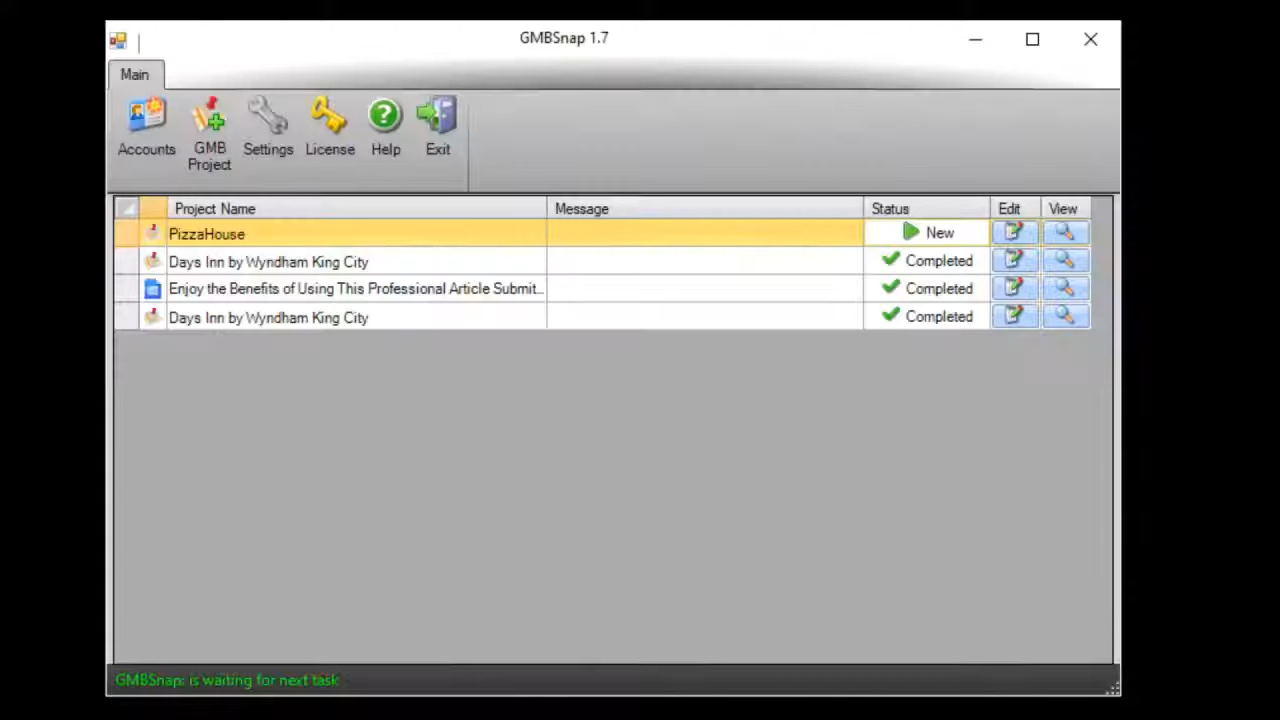 GMBSnap 1.7
Main
Accounts
GMB Project
Settings
License
Help
Exit
Project Name Message Status Edit View
PizzaHouse New
Days Inn by Wyndham King City Completed
Enjoy the Benefits of Using This Professional Article Submit... Completed
Days Inn by Wyndham King City Completed
GMBSnap: is waiting for next task